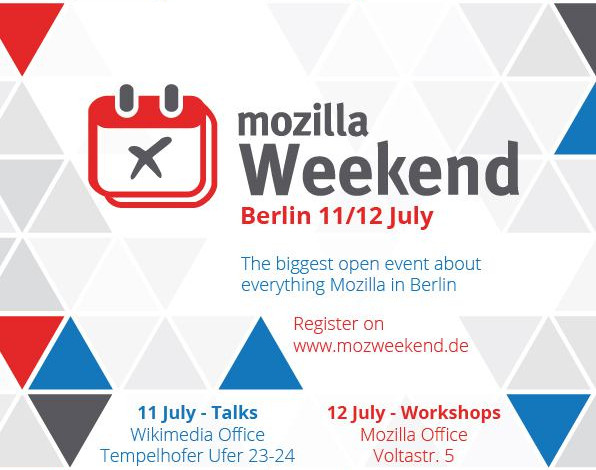 mozilla
Weekend
Berlin 11/12 July
The biggest open event about
everything Mozilla in Berlin
Register on
www.mozweekend.de
11 July - Talks
Wikimedia Office
Tempelhofer Ufer 23-24
12 July - Workshops
Mozilla Office
Voltastr. 5